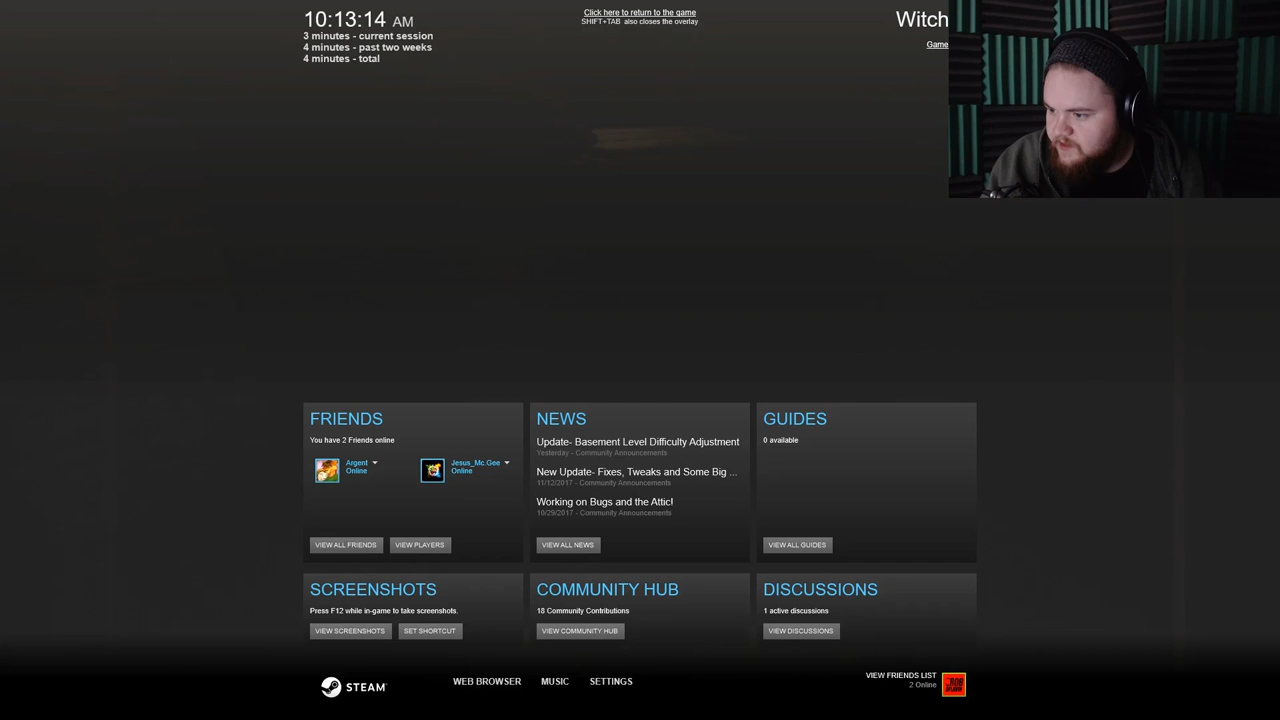 10:13:14 AM
3 minutes - current session
4 minutes - past two weeks
4 minutes - total
Click here to return to the game
SHIFT+TAB also closes the overlay
Witch
Game
FRIENDS
You have 2 Friends online
Argent
Online
Jesus_Mc.Gee
Online
VIEW ALL FRIENDS
VIEW PLAYERS
NEWS
Update- Basement Level Difficulty Adjustment
Yesterday - Community Announcements
New Update- Fixes, Tweaks and Some Big ...
11/12/2017 - Community Announcements
Working on Bugs and the Attic!
10/29/2017 - Community Announcements
VIEW ALL NEWS
GUIDES
0 available
VIEW ALL GUIDES
SCREENSHOTS
Press F12 while in-game to take screenshots.
VIEW SCREENSHOTS
SET SHORTCUT
COMMUNITY HUB
18 Community Contributions
VIEW COMMUNITY HUB
DISCUSSIONS
1 active discussions
VIEW DISCUSSIONS
STEAM
WEB BROWSER
MUSIC
SETTINGS
VIEW FRIENDS LIST
2 Online